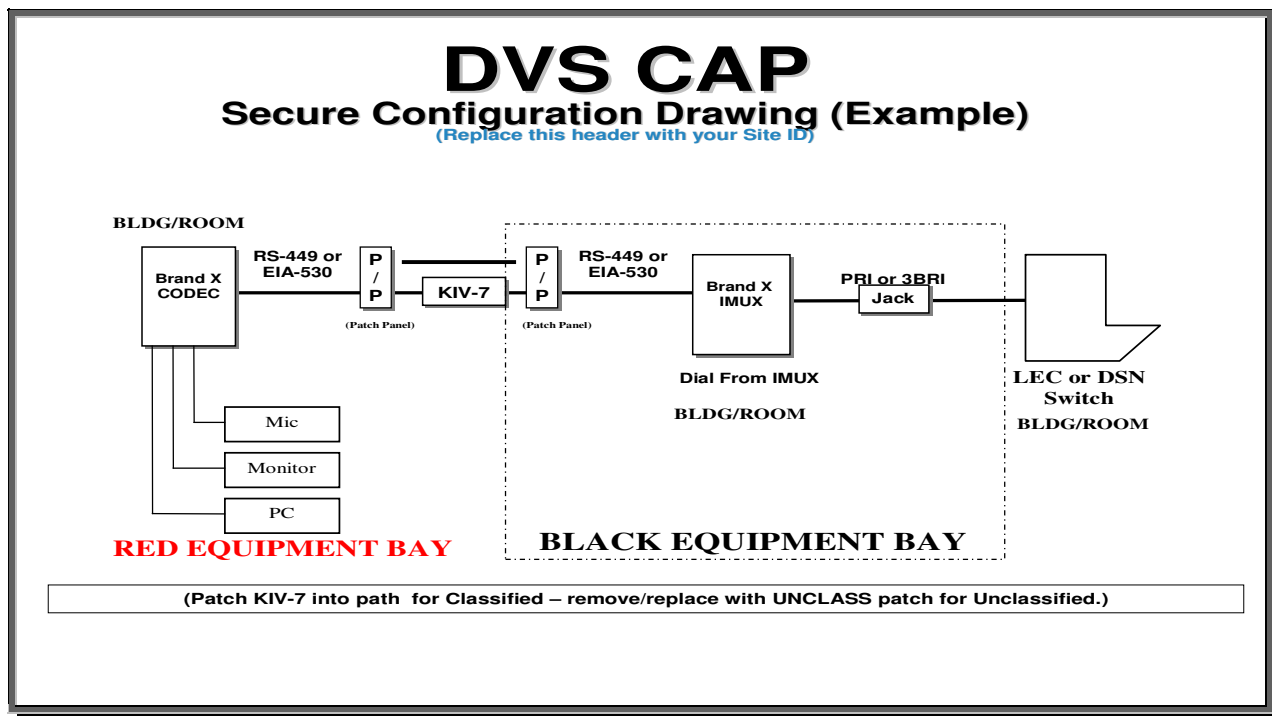 DVS CAP
Secure Configuration Drawing (Example)
(Replace this header with your Site ID)
BLDG/ROOM
Brand X
CODEC
RS-449 or
EIA-530
P
/
P
(Patch Panel)
KIV-7
P
/
P
(Patch Panel)
RS-449 or
EIA-530
Brand X
IMUX
Dial From IMUX
BLDG/ROOM
PRI or 3BRI
Jack
LEC or DSN
Switch
BLDG/ROOM
Mic
Monitor
PC
RED EQUIPMENT BAY
BLACK EQUIPMENT BAY
(Patch KIV-7 into path for Classified – remove/replace with UNCLASS patch for Unclassified.)